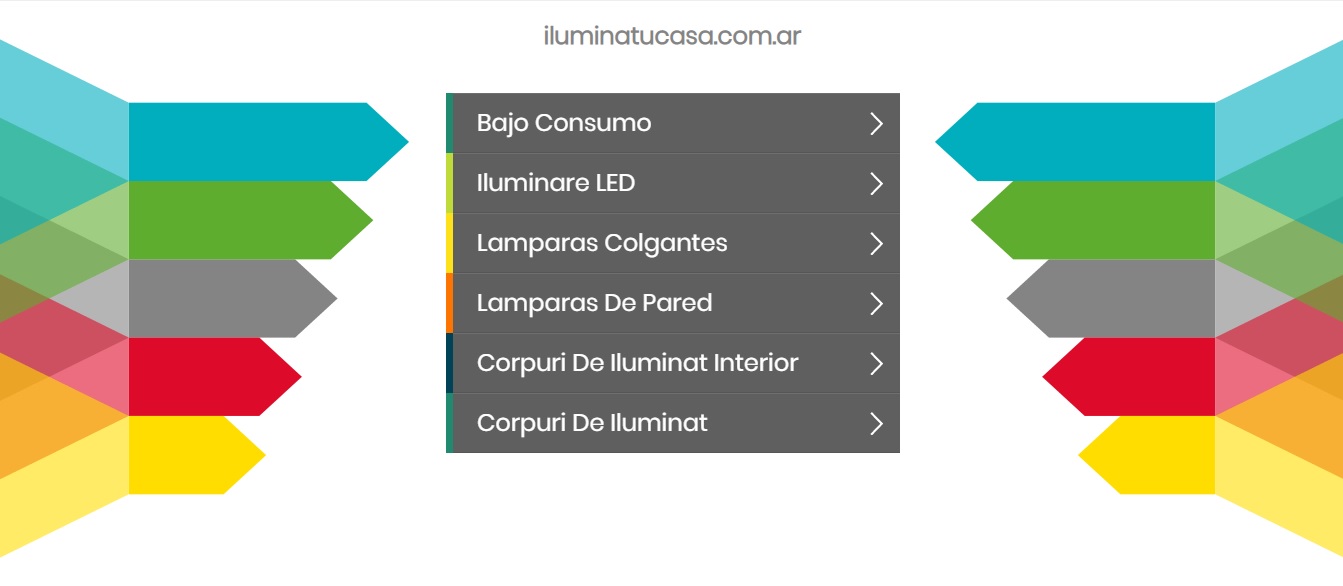 iluminatucasa.com.ar
Bajo Consumo
Iluminare LED
Lamparas Colgantes
Lamparas De Pared
Corpuri De Iluminat Interior
Corpuri De Iluminat